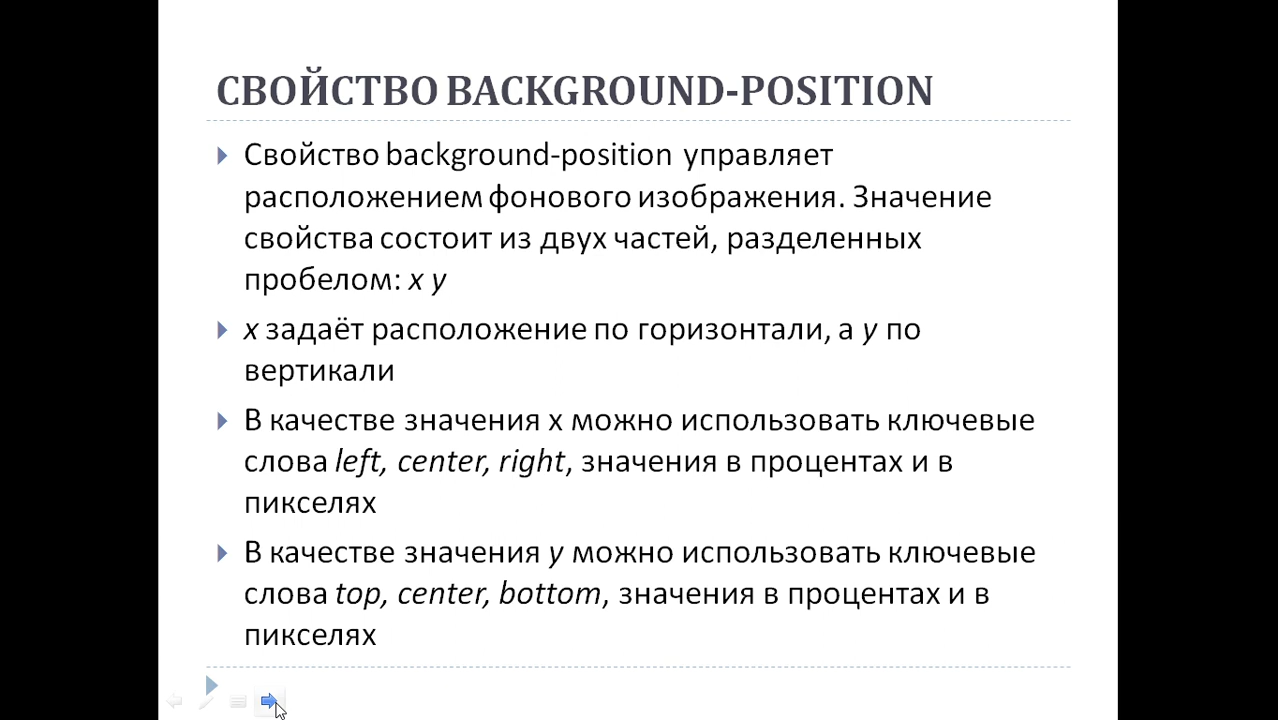 СВОЙСТВО BACKGROUND-POSITION
Свойство background-position управляет
расположением фонового изображения. Значение
свойства состоит из двух частей, разделенных
пробелом: x y
x задаёт расположение по горизонтали, а y по
вертикали
В качестве значения x можно использовать ключевые
слова left, center, right, значения в процентах и в
пикселях
В качестве значения y можно использовать ключевые
слова top, center, bottom, значения в процентах и в
пикселях